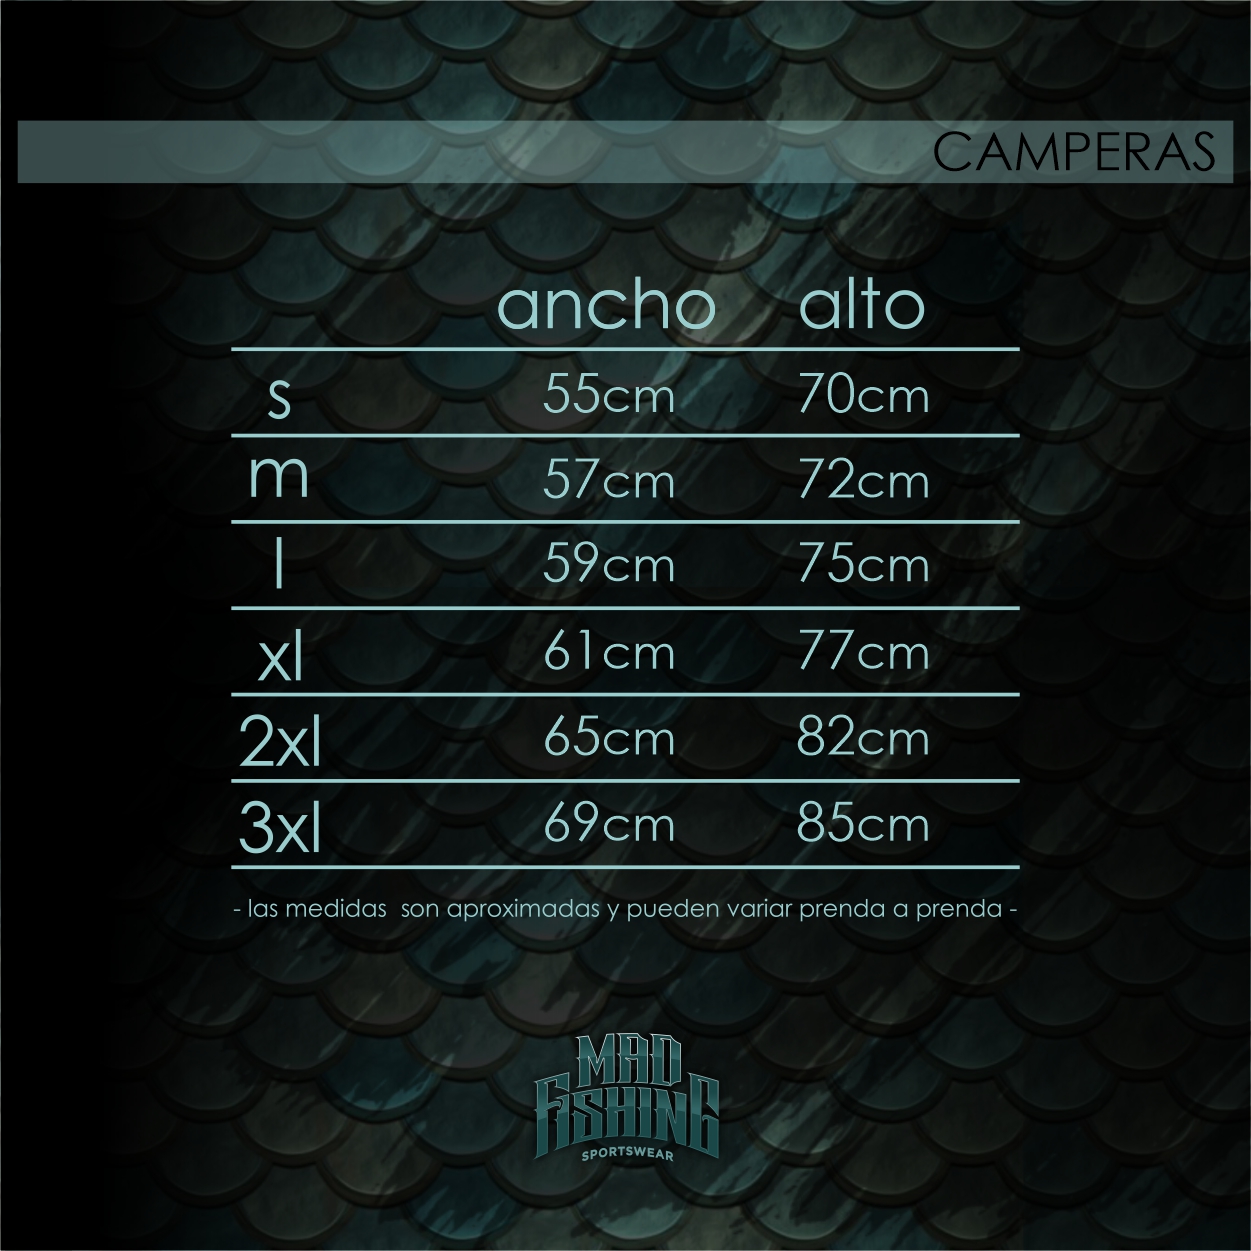 CAMPERAS
ancho alto
s 55cm 70cm
m 57cm 72cm
l 59cm 75cm
xl 61cm 77cm
2xl 65cm 82cm
3xl 69cm 85cm
- las medidas son aproximadas y pueden variar prenda a prenda -
MAD
FISHING
SPORTSWEAR